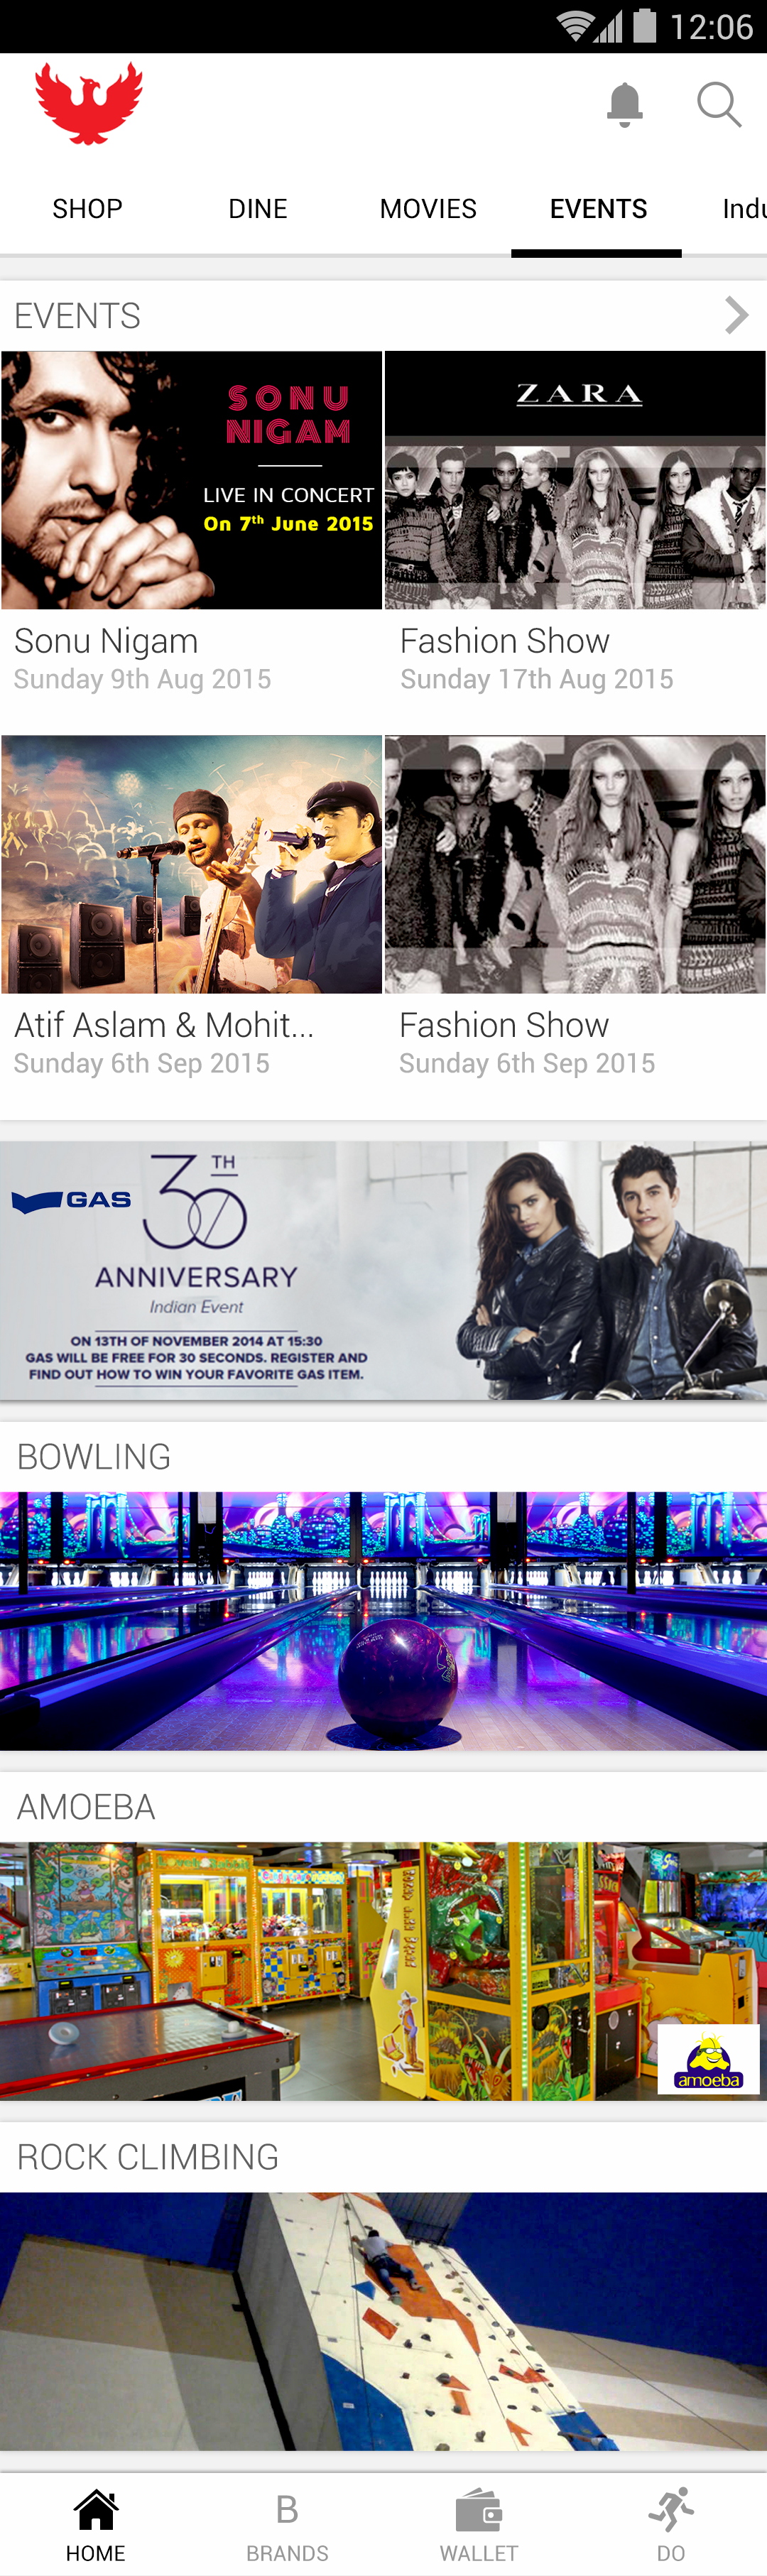 12:06
SHOP DINE MOVIES EVENTS Indu
EVENTS
SONU
NIGAM
LIVE IN CONCERT
On 7th June 2015
ZARA
Sonu Nigam
Sunday 9th Aug 2015
Fashion Show
Sunday 17th Aug 2015
Atif Aslam & Mohit...
Sunday 6th Sep 2015
Fashion Show
Sunday 6th Sep 2015
GAS
30TH
ANNIVERSARY
Indian Event
ON 13TH OF NOVEMBER 2014 AT 15:30
GAS WILL BE FREE FOR 30 SECONDS. REGISTER AND
FIND OUT HOW TO WIN YOUR FAVORITE GAS ITEM.
BOWLING
AMOEBA
amoeba
ROCK CLIMBING
B
HOME BRANDS WALLET DO